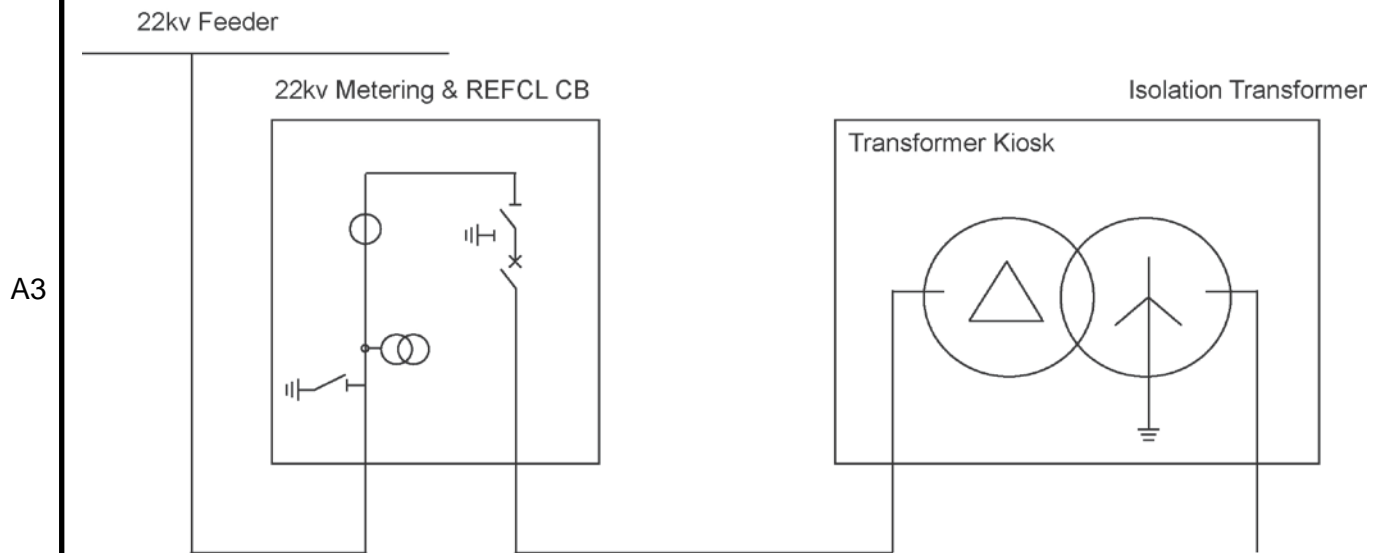 22kv Feeder
22kv Metering & REFCL CB
Isolation Transformer
Transformer Kiosk
A3